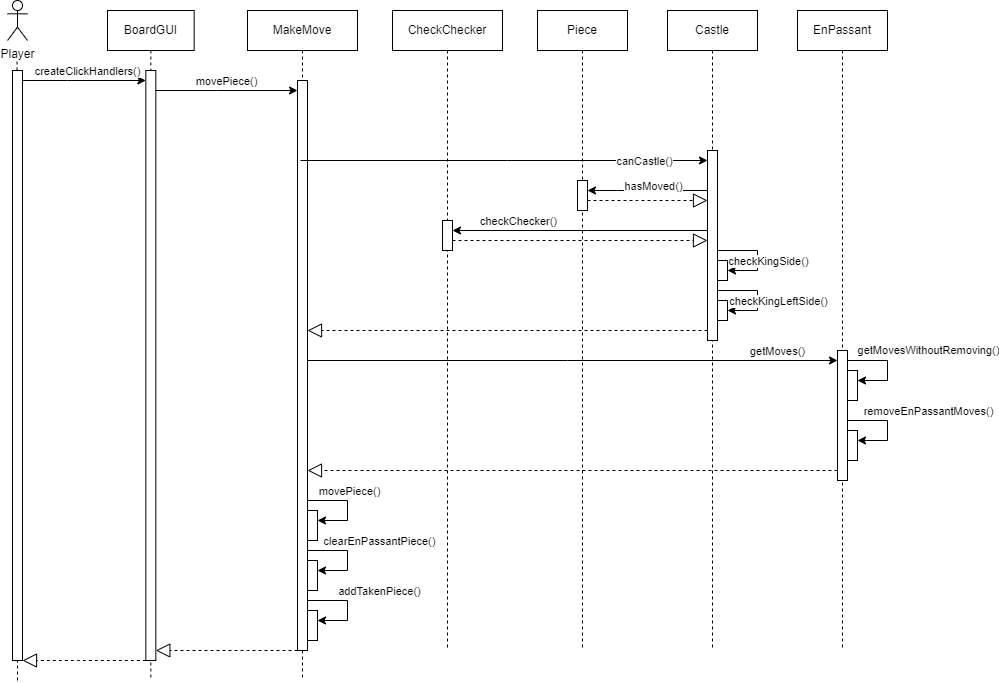 BoardGUI
MakeMove
CheckChecker
Piece
Castle
EnPassant
Player
createClickHandlers()
movePiece()
canCastle()
hasMoved()
checkChecker()
checkKingSide()
checkKingLeftSide()
getMoves()
getMovesWithoutRemoving()
removeEnPassantMoves()
movePiece()
clearEnPassantPiece()
addTakenPiece()